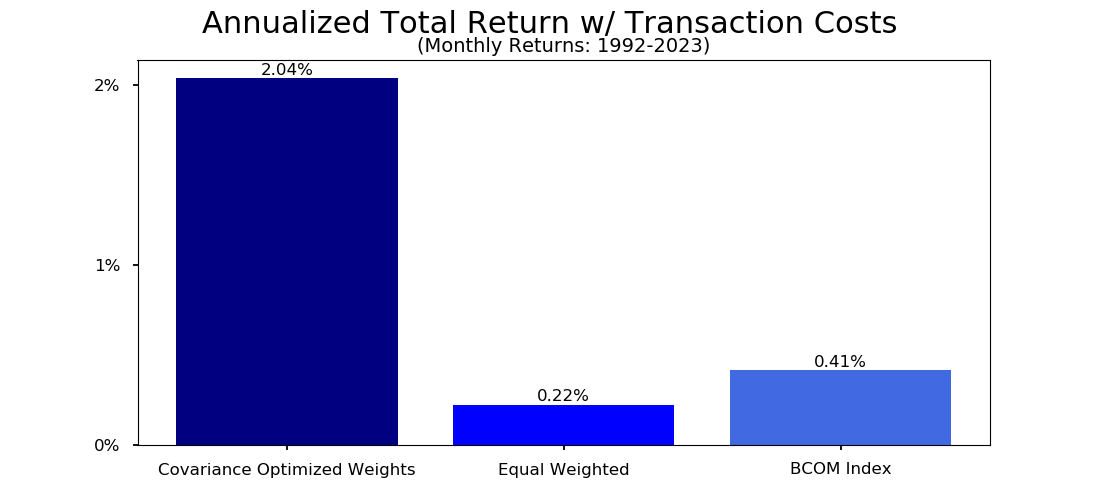 Annualized Total Return w/ Transaction Costs
(Monthly Returns: 1992-2023)
2.04%
2%
1%
0.41%
0.22%
0%
Covariance Optimized Weights
Equal Weighted
BCOM Index